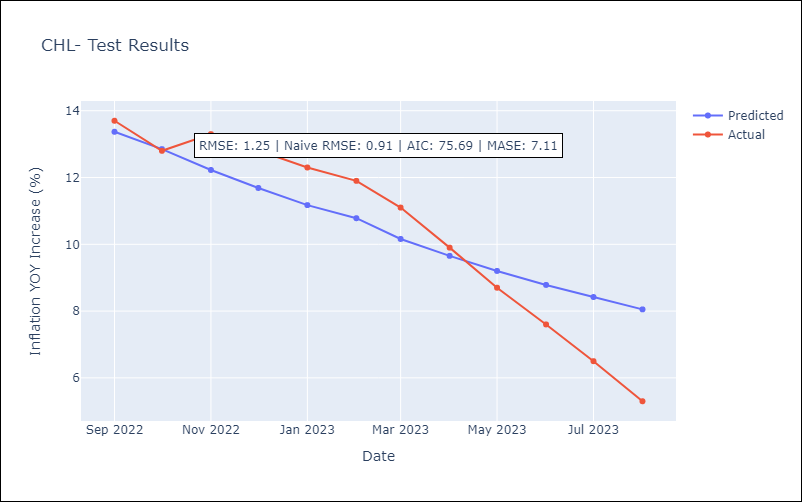 CHL- Test Results
Predicted
Actual
RMSE: 1.25 | Naive RMSE: 0.91 | AIC: 75.69 | MASE: 7.11
Inflation YOY Increase (%)
14
12
10
8
6
Sep 2022 Nov 2022 Jan 2023 Mar 2023 May 2023 Jul 2023
Date